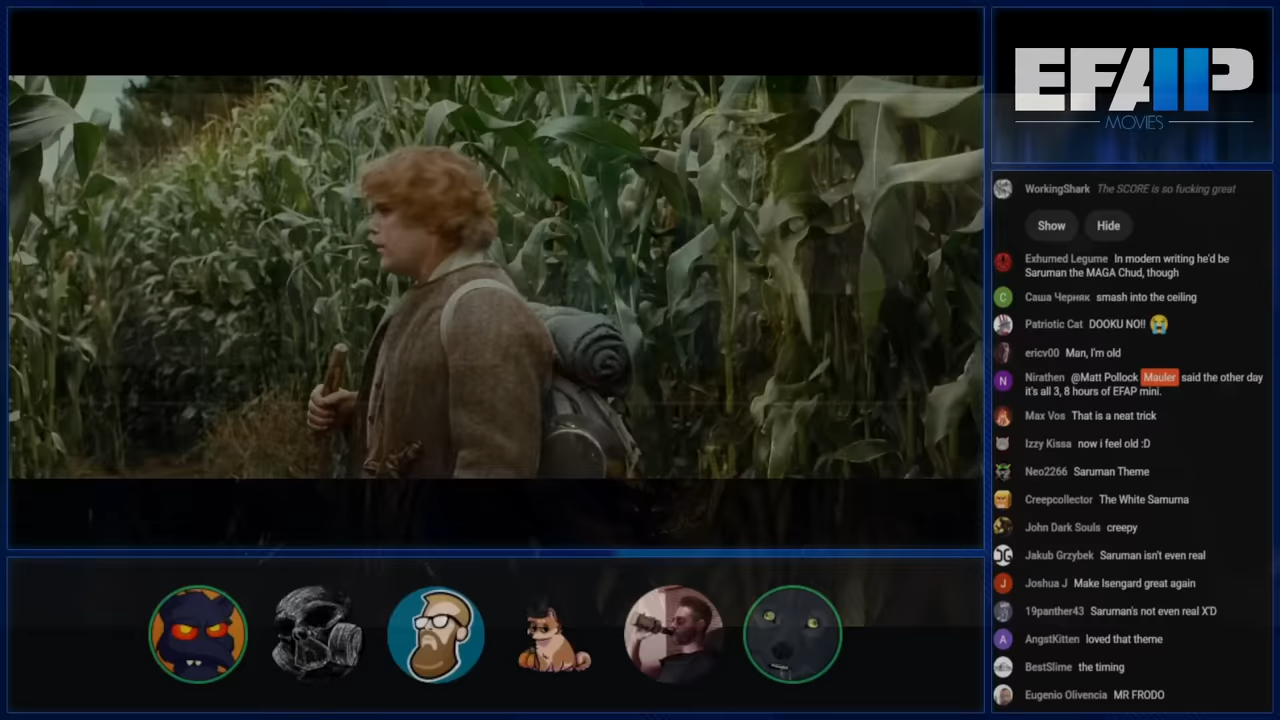 EFAP
MOVIES
WorkingShark The SCORE is so fucking great
Show Hide
Exhumed Legume In modern writing he'd be
Saruman the MAGA Chud, though
C Саша Черняк smash into the ceiling
Patriotic Cat DOOKU NO!! 😭
ericv00 Man, I'm old
N Nirathen @Matt Pollock Mauler said the other day
it's all 3, 8 hours of EFAP mini.
Max Vos That is a neat trick
Izzy Kissa now i feel old :D
Neo2266 Saruman Theme
Creepcollector The White Samurna
John Dark Souls creepy
Jakub Grzybek Saruman isn't even real
J Joshua J Make Isengard great again
19panther43 Saruman's not even real X'D
A AngstKitten loved that theme
BestSlime the timing
Eugenio Olivencia MR FRODO